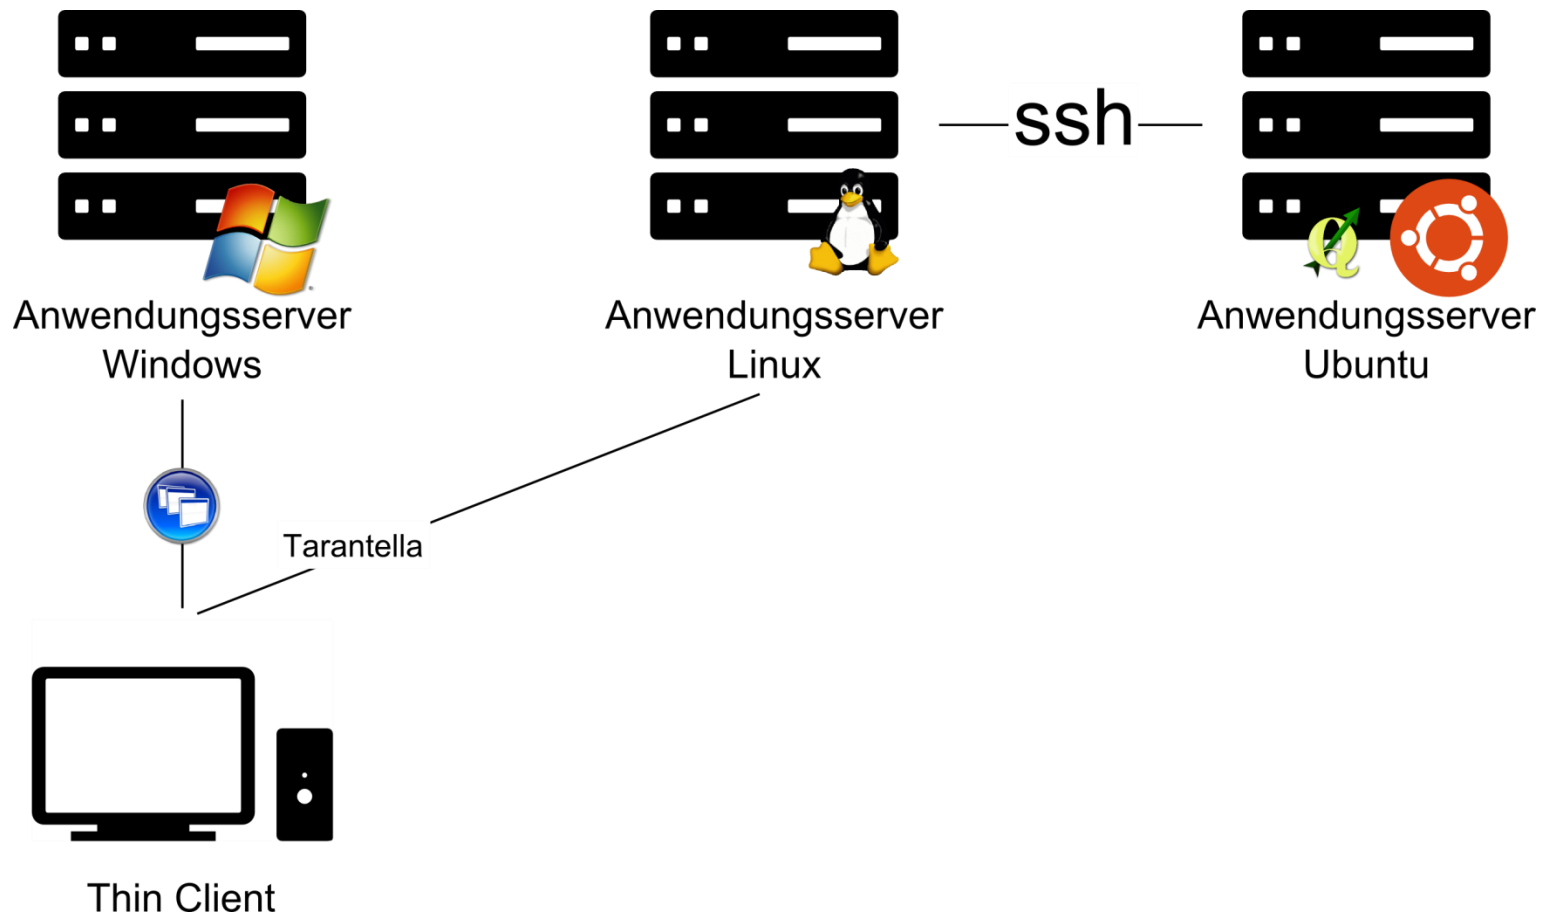 ssh
Anwendungsserver
Windows
Anwendungsserver
Linux
Anwendungsserver
Ubuntu
Tarantella
Thin Client